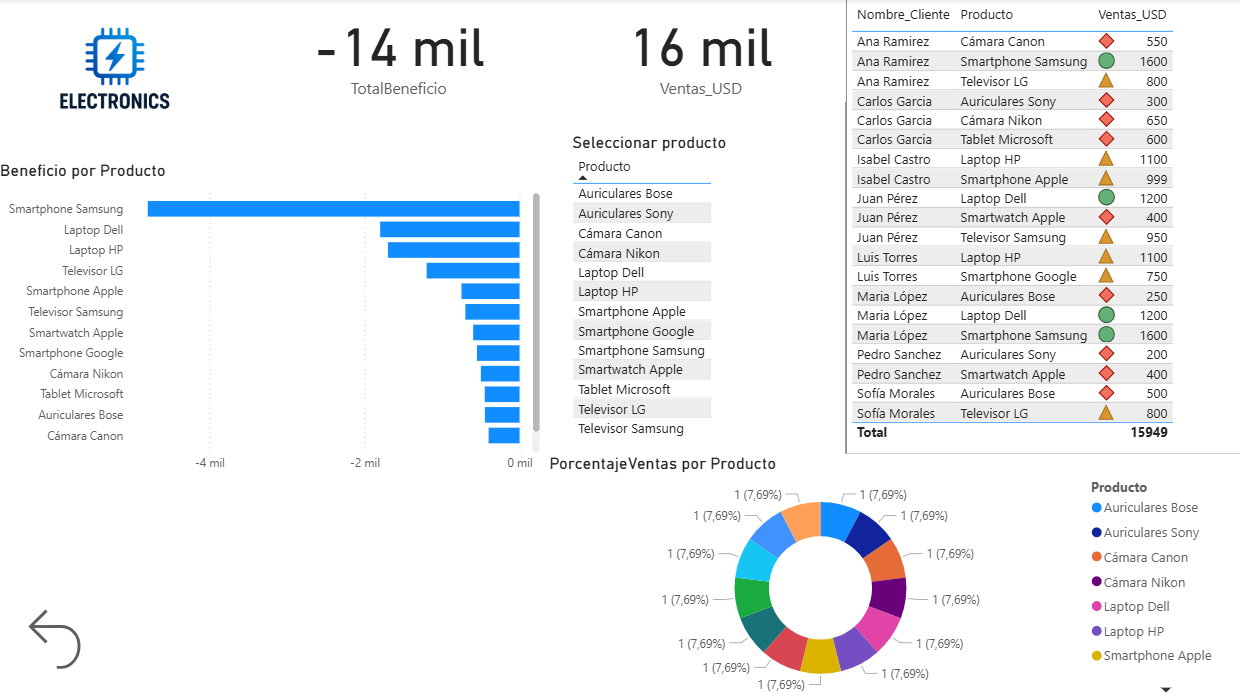 ELECTRONICS
-14 mil
TotalBeneficio
16 mil
Ventas_USD
Beneficio por Producto
Smartphone Samsung
Laptop Dell
Laptop HP
Televisor LG
Smartphone Apple
Televisor Samsung
Smartwatch Apple
Smartphone Google
Cámara Nikon
Tablet Microsoft
Auriculares Bose
Cámara Canon
-4 mil -2 mil 0 mil
Seleccionar producto
Producto
Auriculares Bose
Auriculares Sony
Cámara Canon
Cámara Nikon
Laptop Dell
Laptop HP
Smartphone Apple
Smartphone Google
Smartphone Samsung
Smartwatch Apple
Tablet Microsoft
Televisor LG
Televisor Samsung
Nombre_Cliente Producto Ventas_USD
Ana Ramirez Cámara Canon 550
Ana Ramirez Smartphone Samsung 1600
Ana Ramirez Televisor LG 800
Carlos Garcia Auriculares Sony 300
Carlos Garcia Cámara Nikon 650
Carlos Garcia Tablet Microsoft 600
Isabel Castro Laptop HP 1100
Isabel Castro Smartphone Apple 999
Juan Pérez Laptop Dell 1200
Juan Pérez Smartwatch Apple 400
Juan Pérez Televisor Samsung 950
Luis Torres Laptop HP 1100
Luis Torres Smartphone Google 750
Maria López Auriculares Bose 250
Maria López Laptop Dell 1200
Maria López Smartphone Samsung 1600
Pedro Sanchez Auriculares Sony 200
Pedro Sanchez Smartwatch Apple 400
Sofía Morales Auriculares Bose 500
Sofía Morales Televisor LG 800
Total 15949
PorcentajeVentas por Producto
1 (7,69%) 1 (7,69%)
1 (7,69%) 1 (7,69%)
1 (7,69%) 1 (7,69%)
1 (7,69%) 1 (7,69%)
1 (7,69%) 1 (7,69%)
1 (7,69%) 1 (7,69%)
1 (7,69%)
Producto
Auriculares Bose
Auriculares Sony
Cámara Canon
Cámara Nikon
Laptop Dell
Laptop HP
Smartphone Apple